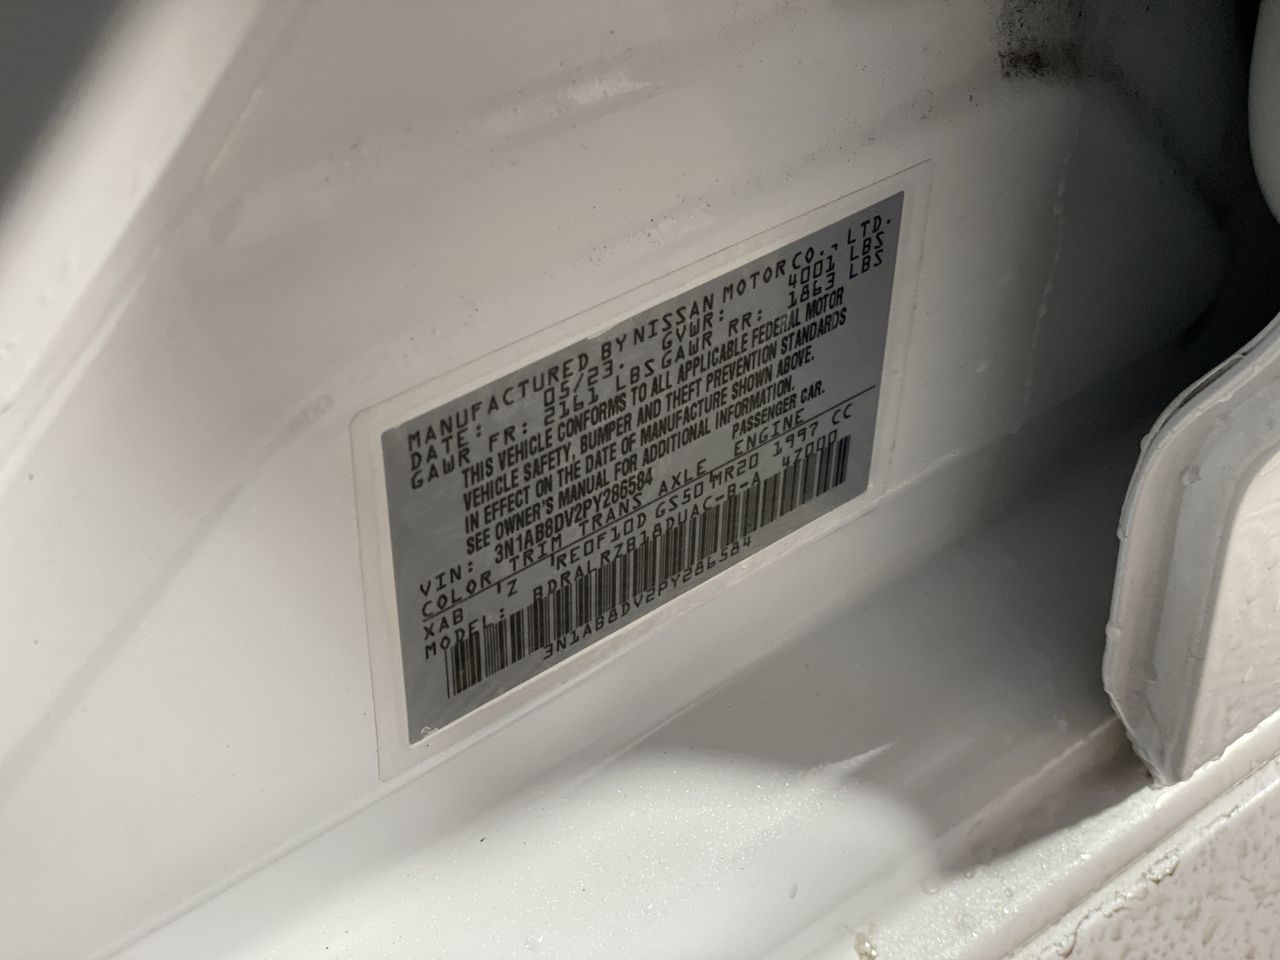 MANUFACTURED BY NISSAN MOTOR CO., LTD.
DATE: 05/23. GVWR: 4001 LBS
GAWR FR: 2161 LBS GAWR RR: 1863 LBS
THIS VEHICLE CONFORMS TO ALL APPLICABLE FEDERAL MOTOR
VEHICLE SAFETY, BUMPER AND THEFT PREVENTION STANDARDS
IN EFFECT ON THE DATE OF MANUFACTURE SHOWN ABOVE.
SEE OWNER'S MANUAL FOR ADDITIONAL INFORMATION.
VIN: 3N1AB8DV2PY286584 PASSENGER CAR.
COLOR TRIM TRANS AXLE ENGINE
XAB 'Z 'RE0F10D GS50 MR20 1997 CC
MODEL: BDRALRZB18DUAC-B-A 47000
3N1AB8DV2PY286584